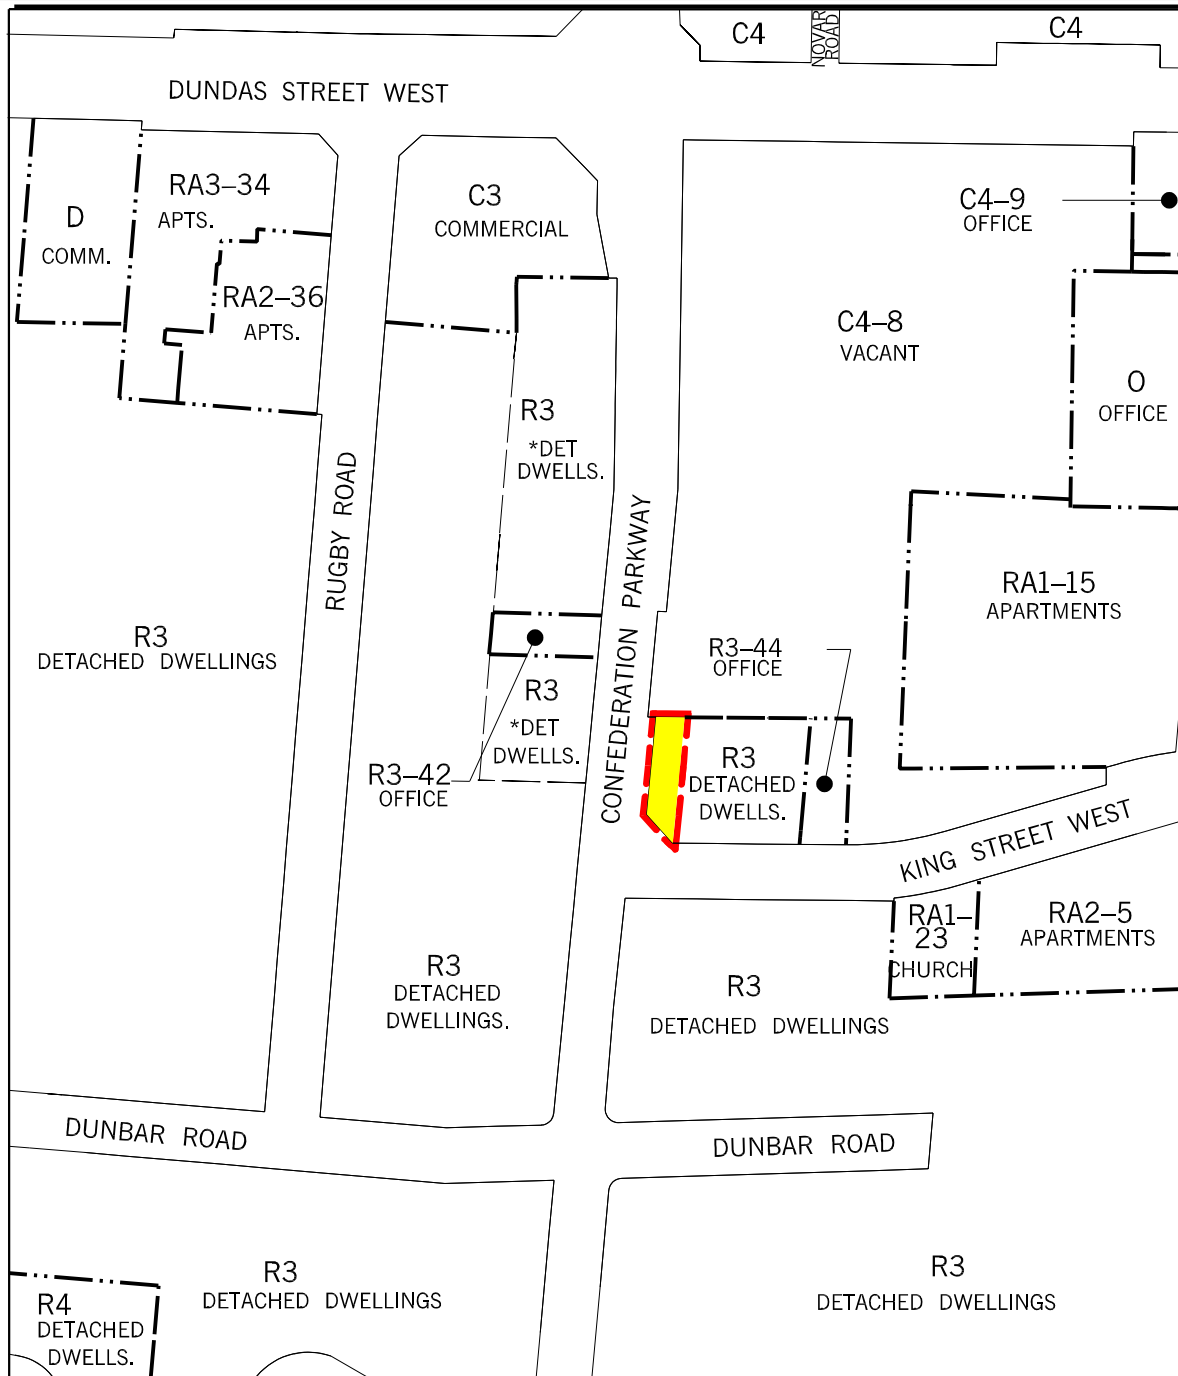 C4
NOVAR
ROAD
C4
DUNDAS STREET WEST
RA3–34
APTS.
D
COMM.
C3
COMMERCIAL
C4–9
OFFICE
RA2–36
APTS.
C4–8
VACANT
O
OFFICE
R3
*DET
DWELLS.
RUGBY ROAD
CONFEDERATION PARKWAY
RA1–15
APARTMENTS
R3
DETACHED DWELLINGS
R3–44
OFFICE
R3
*DET
DWELLS.
R3–42
OFFICE
R3
DETACHED
DWELLS.
KING STREET WEST
RA1–
23
CHURCH
RA2–5
APARTMENTS
R3
DETACHED
DWELLINGS.
R3
DETACHED DWELLINGS
DUNBAR ROAD
DUNBAR ROAD
R3
DETACHED DWELLINGS
R3
DETACHED DWELLINGS
R4
DETACHED
DWELLS.